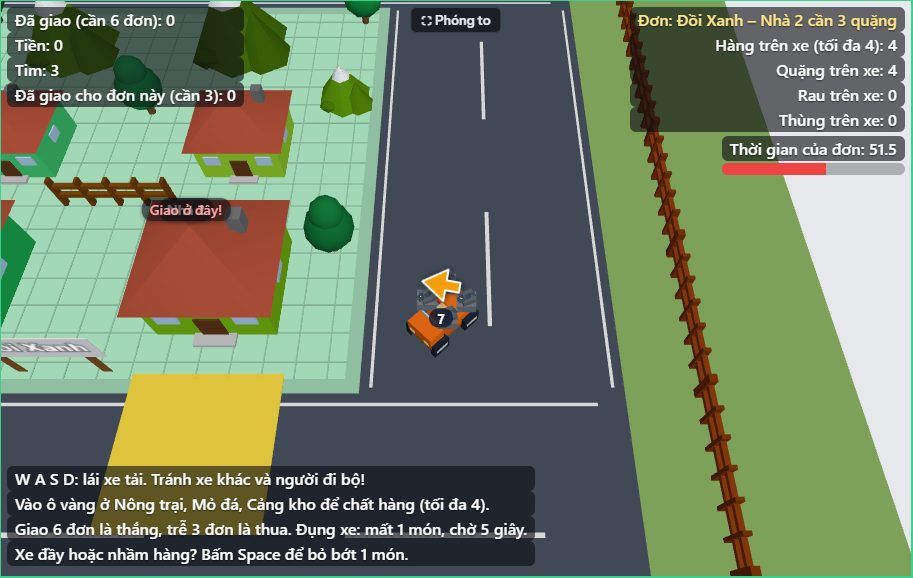 Đã giao (cần 6 đơn): 0
Tiền: 0
Tim: 3
Đã giao cho đơn này (cần 3): 0
Phóng to
Đơn: Đồi Xanh – Nhà 2 cần 3 quặng
Hàng trên xe (tối đa 4): 4
Quặng trên xe: 4
Rau trên xe: 0
Thùng trên xe: 0
Thời gian của đơn: 51.5
Giao ở đây!
7
Xanh
W A S D: lái xe tải. Tránh xe khác và người đi bộ!
Vào ô vàng ở Nông trại, Mỏ đá, Cảng kho để chất hàng (tối đa 4).
Giao 6 đơn là thắng, trễ 3 đơn là thua. Đụng xe: mất 1 món, chờ 5 giây.
Xe đầy hoặc nhầm hàng? Bấm Space để bỏ bớt 1 món.